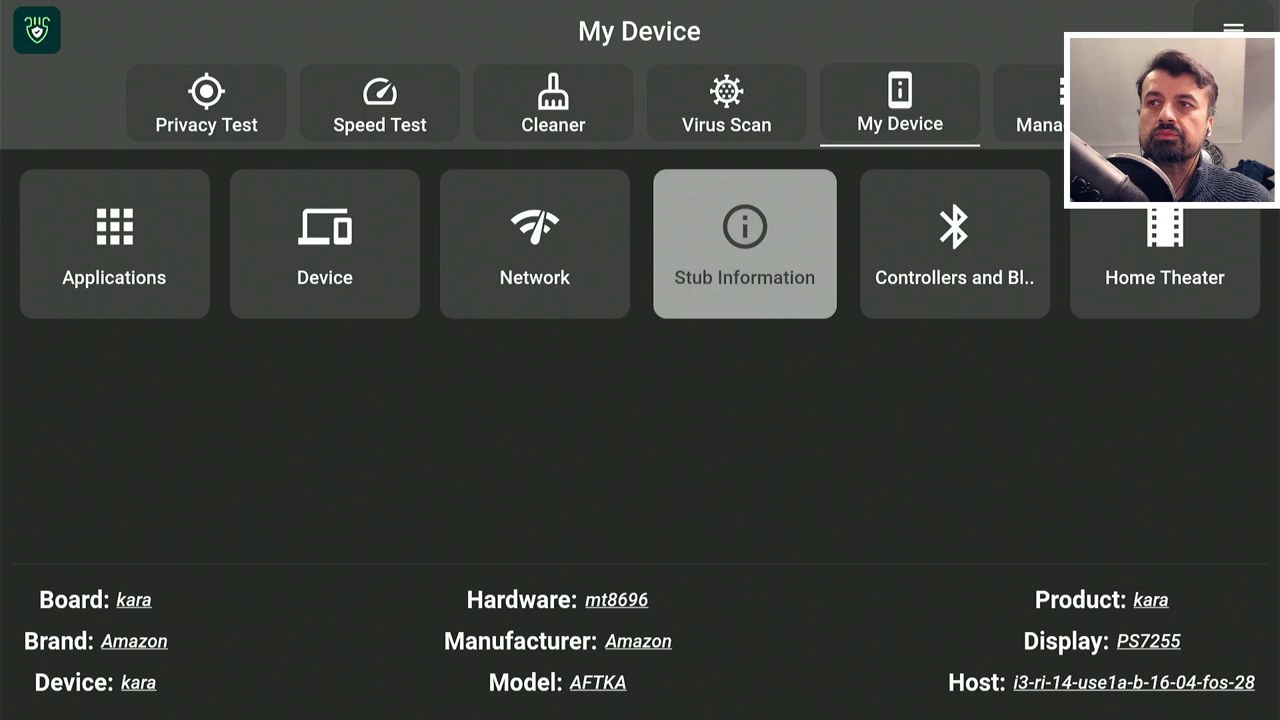 My Device
Privacy Test
Speed Test
Cleaner
Virus Scan
My Device
Mana
Applications
Device
Network
Stub Information
Controllers and Bl..
Home Theater
Board: kara
Hardware: mt8696
Product: kara
Brand: Amazon
Manufacturer: Amazon
Display: PS7255
Device: kara
Model: AFTKA
Host: i3-ri-14-use1a-b-16-04-fos-28